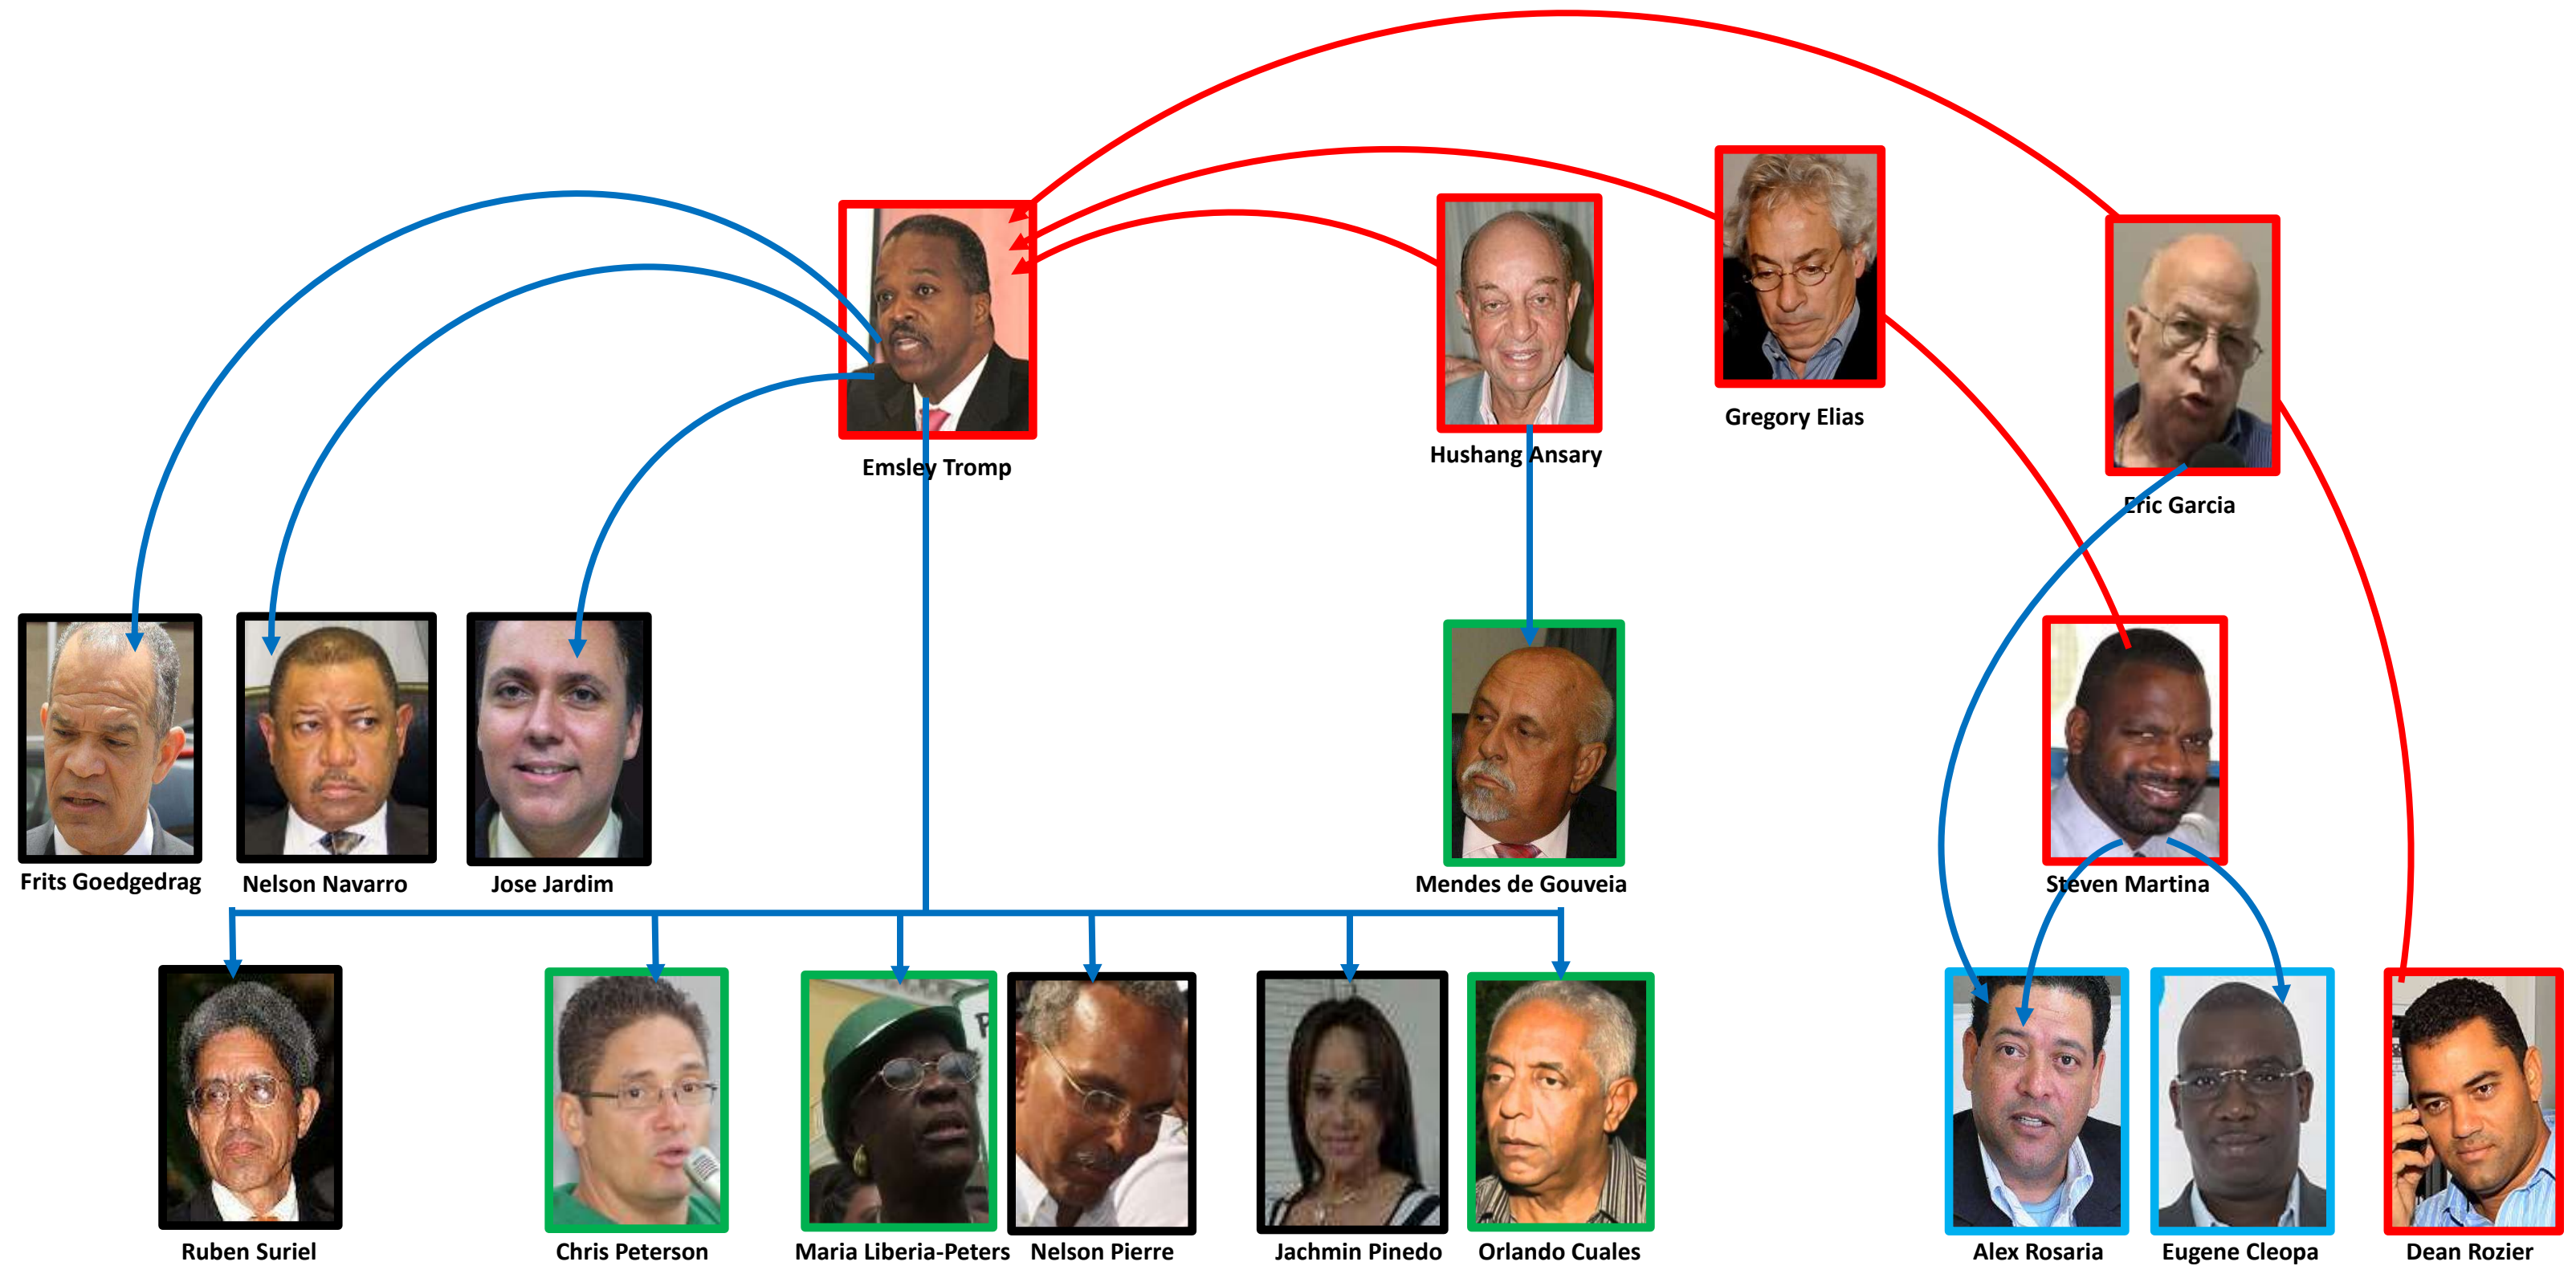 Gregory Elias
Hushang Ansary
Emsley Tromp
Eric Garcia
Frits Goedgedrag
Nelson Navarro
Jose Jardim
Mendes de Gouveia
Steven Martina
P
Ruben Suriel
Chris Peterson
Maria Liberia-Peters
Nelson Pierre
Jachmin Pinedo
Orlando Cuales
Alex Rosaria
Eugene Cleopa
Dean Rozier